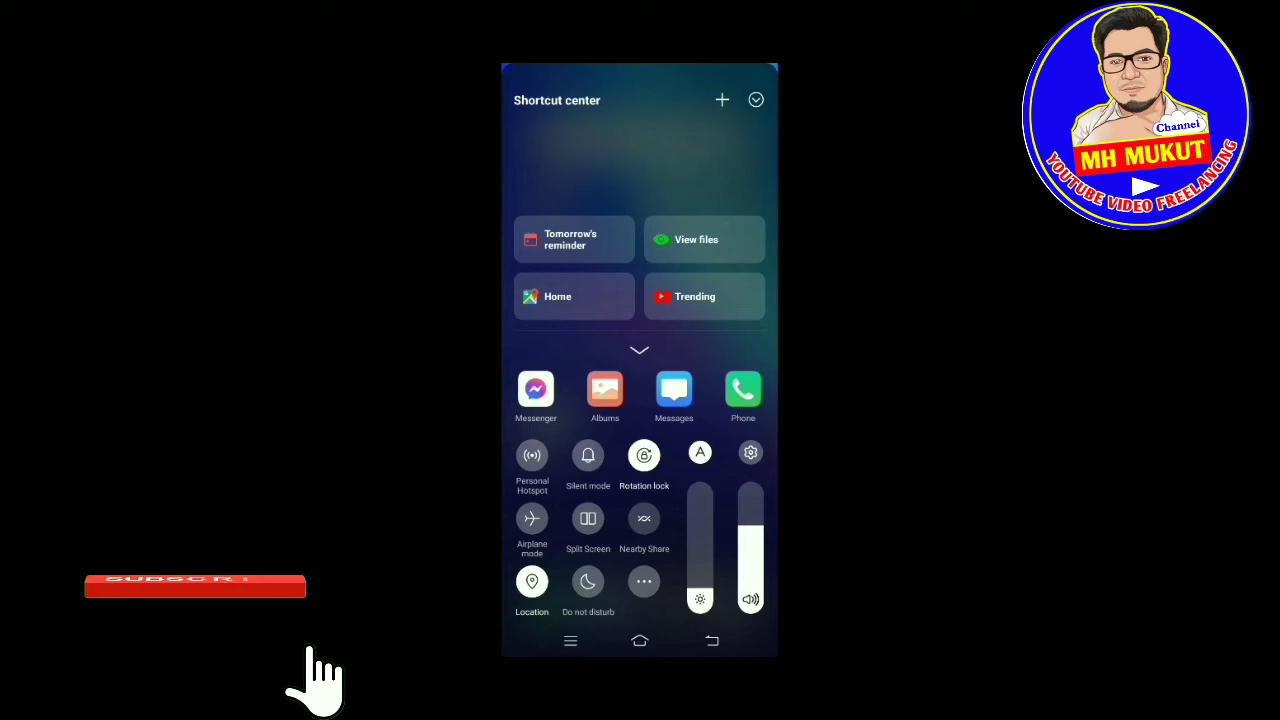 Shortcut center
Tomorrow's
reminder
View files
Home
Trending
Messenger
Albums
Messages
Phone
A
Personal
Hotspot
Silent mode
Rotation lock
Airplane
mode
Split Screen
Nearby Share
Location
Do not disturb
Channel
MH MUKUT
YOUTUBE VIDEO FREELANCING